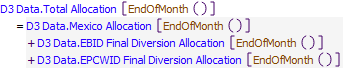 D3 Data.Total Allocation [EndOfMonth ()]
= D3 Data.Mexico Allocation [EndOfMonth ()]
+ D3 Data.EBID Final Diversion Allocation [EndOfMonth ()]
+ D3 Data.EPCWID Final Diversion Allocation [EndOfMonth ()]